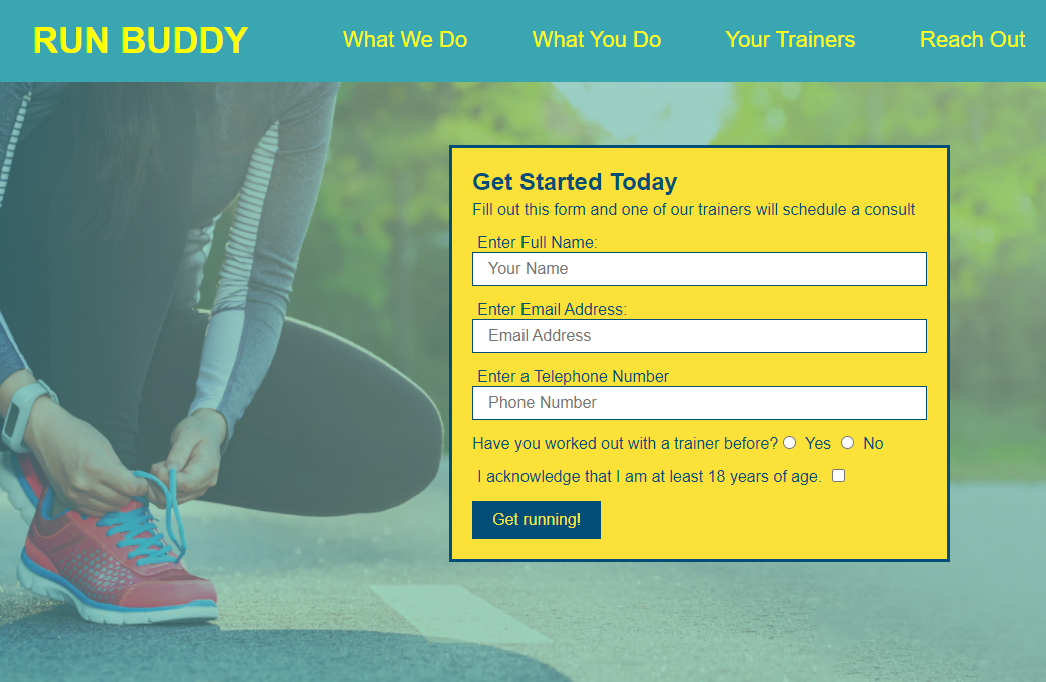 RUN BUDDY What We Do What You Do Your Trainers Reach Out
Get Started Today
Fill out this form and one of our trainers will schedule a consult
Enter Full Name:
Your Name
Enter Email Address:
Email Address
Enter a Telephone Number
Phone Number
Have you worked out with a trainer before? Yes No
I acknowledge that I am at least 18 years of age.
Get running!